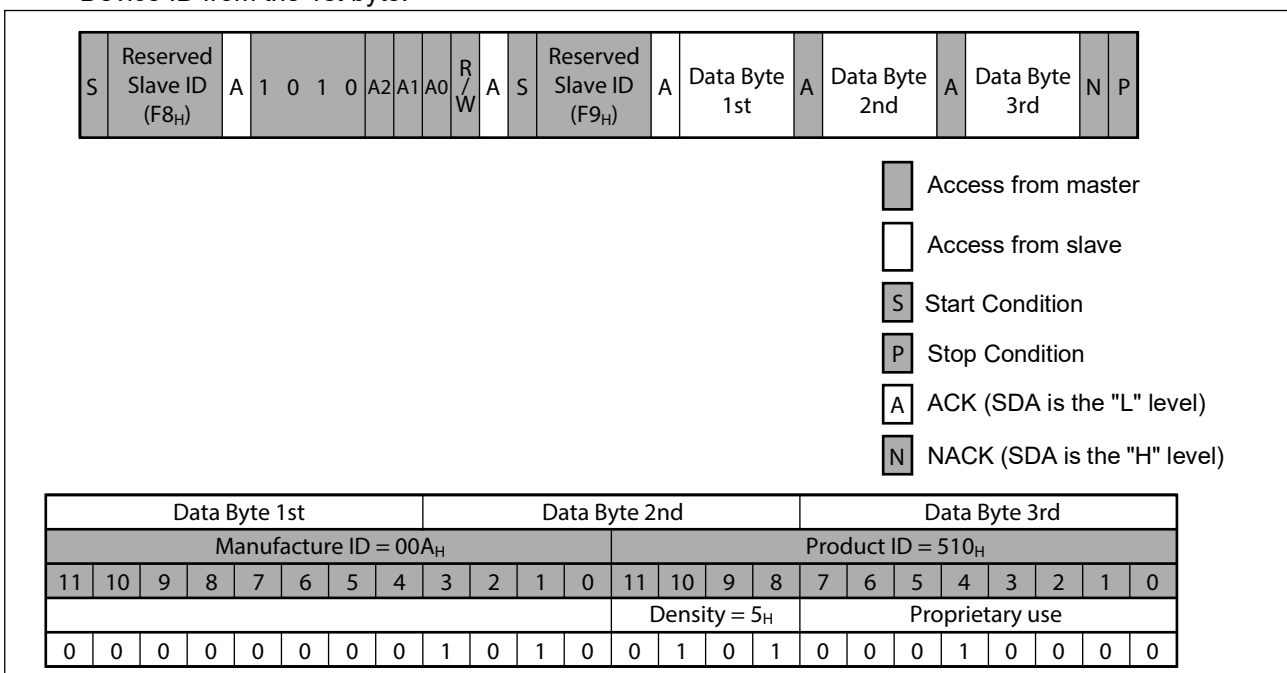 Device ID from the 1st byte.
S Reserved Slave ID (F8H) A 1 0 1 0 A2 A1 A0 R/W A S Reserved Slave ID (F9H) A Data Byte 1st A Data Byte 2nd A Data Byte 3rd N P
Access from master
Access from slave
S Start Condition
P Stop Condition
A ACK (SDA is the "L" level)
N NACK (SDA is the "H" level)
Data Byte 1st Data Byte 2nd Data Byte 3rd
Manufacture ID = 00AH Product ID = 510H
11 10 9 8 7 6 5 4 3 2 1 0 11 10 9 8 7 6 5 4 3 2 1 0
Density = 5H Proprietary use
0 0 0 0 0 0 0 0 1 0 1 0 0 1 0 1 0 0 0 1 0 0 0 0